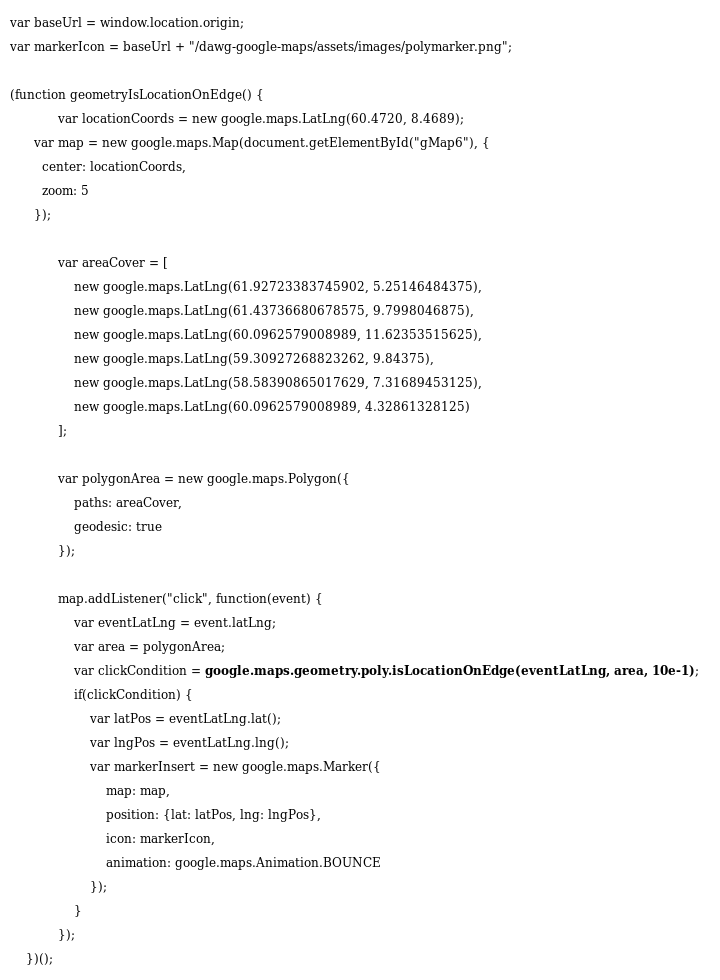 var baseUrl = window.location.origin;
var markerIcon = baseUrl + "/dawg-google-maps/assets/images/polymarker.png";
(function geometryIsLocationOnEdge() {
var locationCoords = new google.maps.LatLng(60.4720, 8.4689);
var map = new google.maps.Map(document.getElementById("gMap6"), {
center: locationCoords,
zoom: 5
});
var areaCover = [
new google.maps.LatLng(61.92723383745902, 5.25146484375),
new google.maps.LatLng(61.43736680678575, 9.7998046875),
new google.maps.LatLng(60.0962579008989, 11.62353515625),
new google.maps.LatLng(59.30927268823262, 9.84375),
new google.maps.LatLng(58.58390865017629, 7.31689453125),
new google.maps.LatLng(60.0962579008989, 4.32861328125)
];
var polygonArea = new google.maps.Polygon({
paths: areaCover,
geodesic: true
});
map.addListener("click", function(event) {
var eventLatLng = event.latLng;
var area = polygonArea;
var clickCondition = google.maps.geometry.poly.isLocationOnEdge(eventLatLng, area, 10e-1);
if(clickCondition) {
var latPos = eventLatLng.lat();
var lngPos = eventLatLng.lng();
var markerInsert = new google.maps.Marker({
map: map,
position: {lat: latPos, lng: lngPos},
icon: markerIcon,
animation: google.maps.Animation.BOUNCE
});
}
});
})();